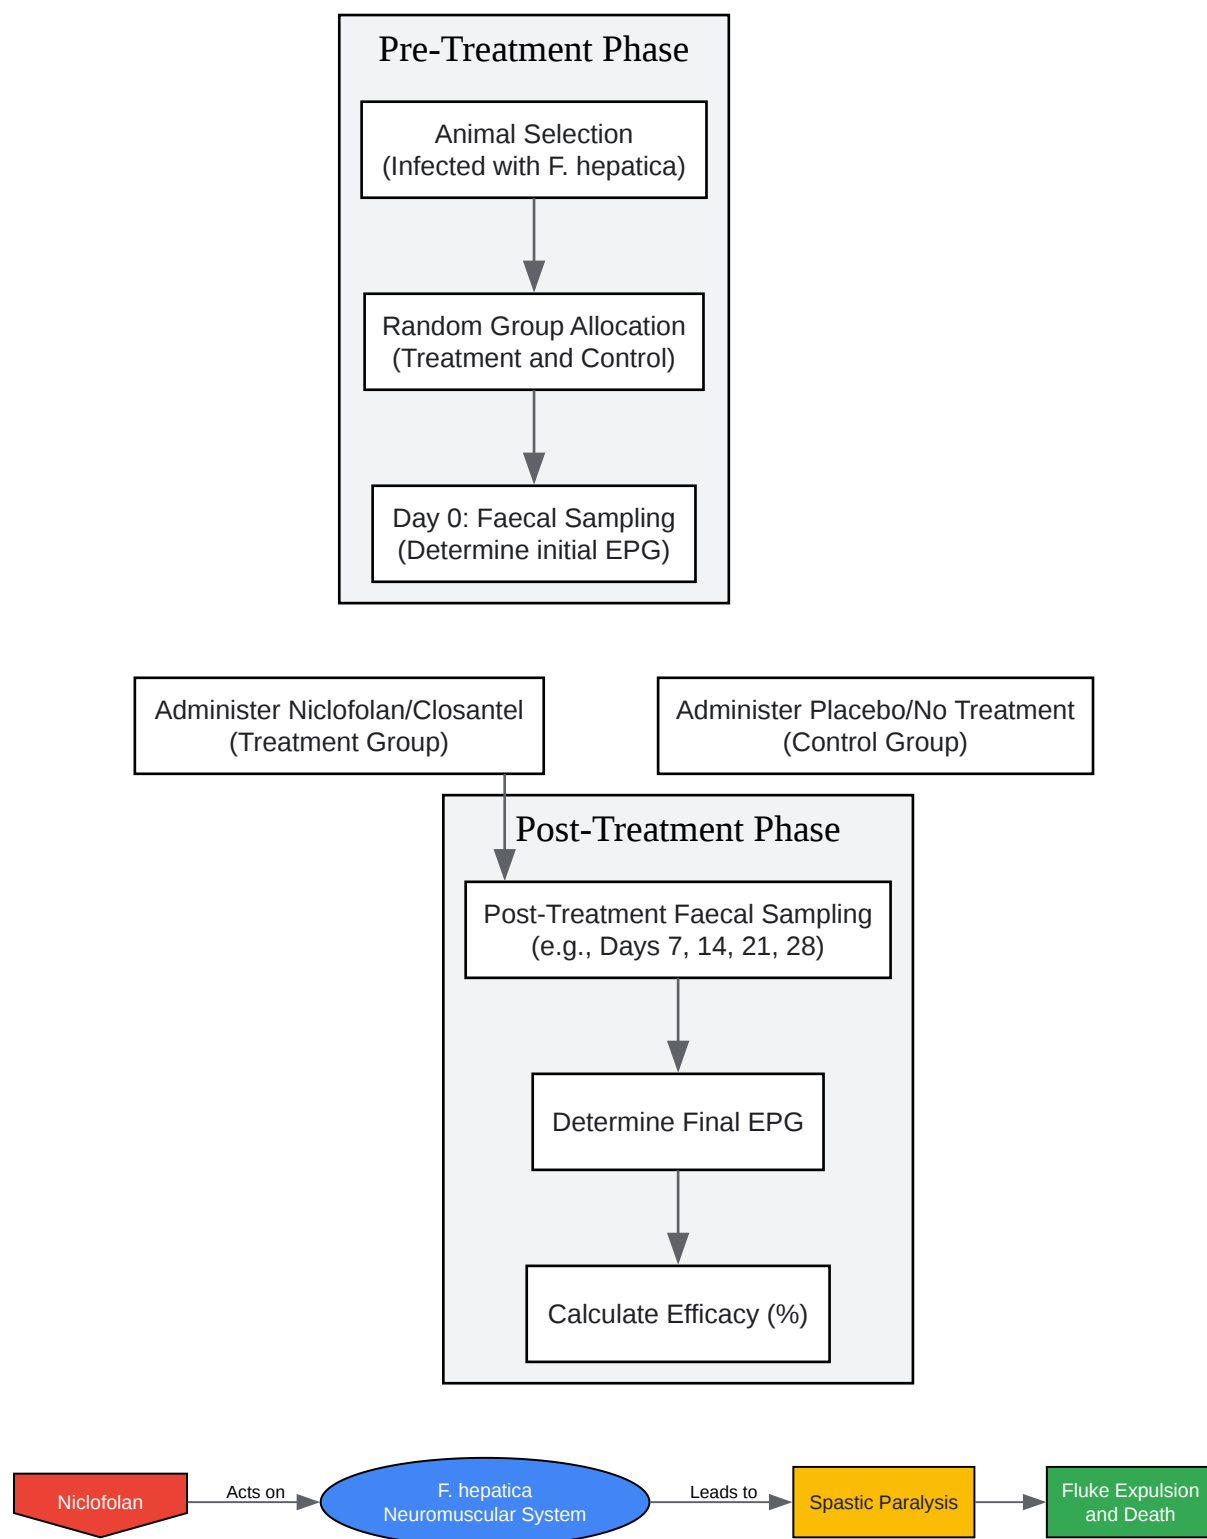 Pre-Treatment Phase
Animal Selection
(Infected with F. hepatica)
Random Group Allocation
(Treatment and Control)
Day 0: Faecal Sampling
(Determine initial EPG)
Administer Niclofolan/Closantel
(Treatment Group)
Administer Placebo/No Treatment
(Control Group)
Post-Treatment Phase
Post-Treatment Faecal Sampling
(e.g., Days 7, 14, 21, 28)
Determine Final EPG
Calculate Efficacy (%)
Niclofolan
Acts on
F. hepatica
Neuromuscular System
Leads to
Spastic Paralysis
Fluke Expulsion
and Death